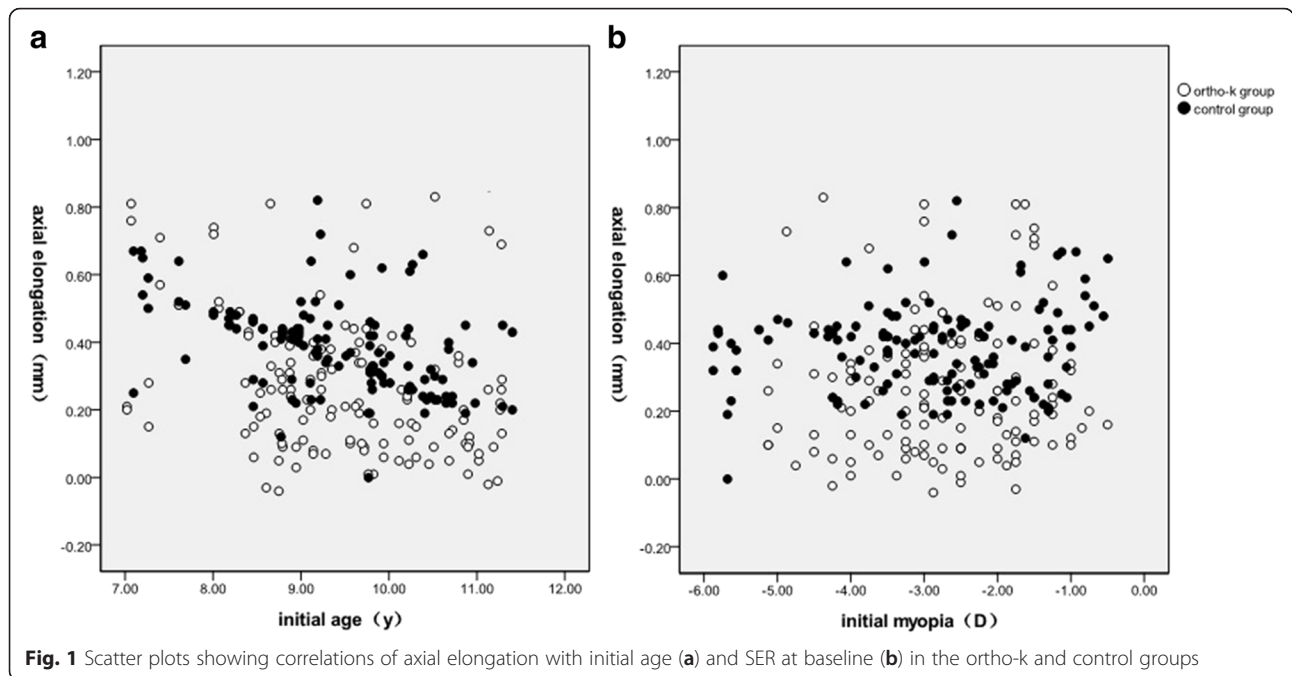 a
1.20
1.00
0.80
0.60
0.40
0.20
0.00
-0.20
axial elongation（mm）
7.00 8.00 9.00 10.00 11.00 12.00
initial age（y）
b
1.20
1.00
0.80
0.60
0.40
0.20
0.00
-0.20
axial elongation（mm）
-6.00 -5.00 -4.00 -3.00 -2.00 -1.00 0.00
initial myopia（D）
ortho-k group
control group
Fig. 1 Scatter plots showing correlations of axial elongation with initial age (a) and SER at baseline (b) in the ortho-k and control groups